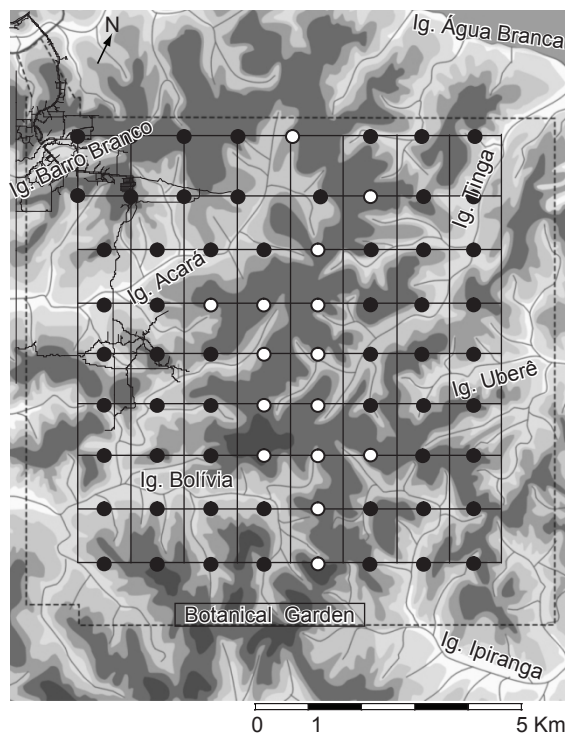 N
Ig. Água Branca
Ig. Barro Branco
Ig. Tinga
Ig. Acará
Ig. Uberê
Ig. Bolívia
Botanical Garden
Ig. Ipiranga
0 1 5 Km